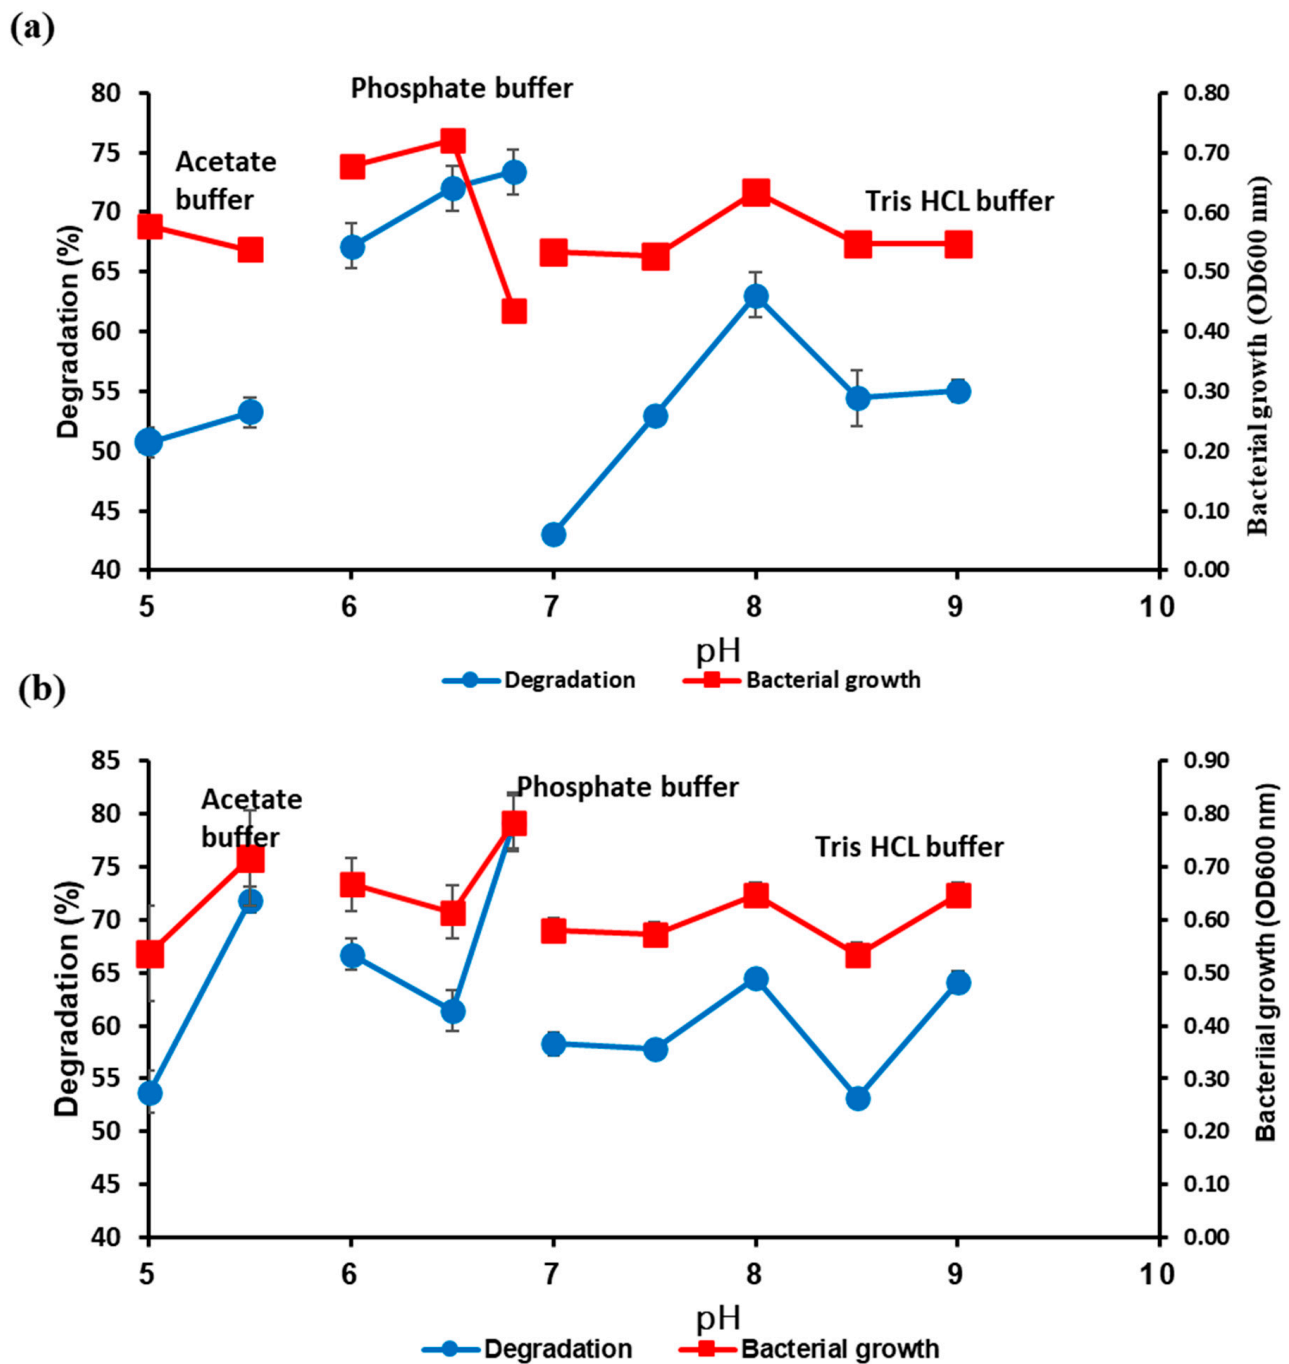 (a)
Phosphate buffer
Acetate
buffer
Tris HCL buffer
80
75
70
65
60
55
50
45
40
Degradation (%)
0.80
0.70
0.60
0.50
0.40
0.30
0.20
0.10
0.00
Bacterial growth (OD600 nm)
5 6 7 8 9 10
pH
Degradation Bacterial growth
(b)
Acetate
buffer
Phosphate buffer
Tris HCL buffer
85
80
75
70
65
60
55
50
45
40
Degradation (%)
0.90
0.80
0.70
0.60
0.50
0.40
0.30
0.20
0.10
0.00
Bacteriial growth (OD600 nm)
5 6 7 8 9 10
pH
Degradation Bacterial growth